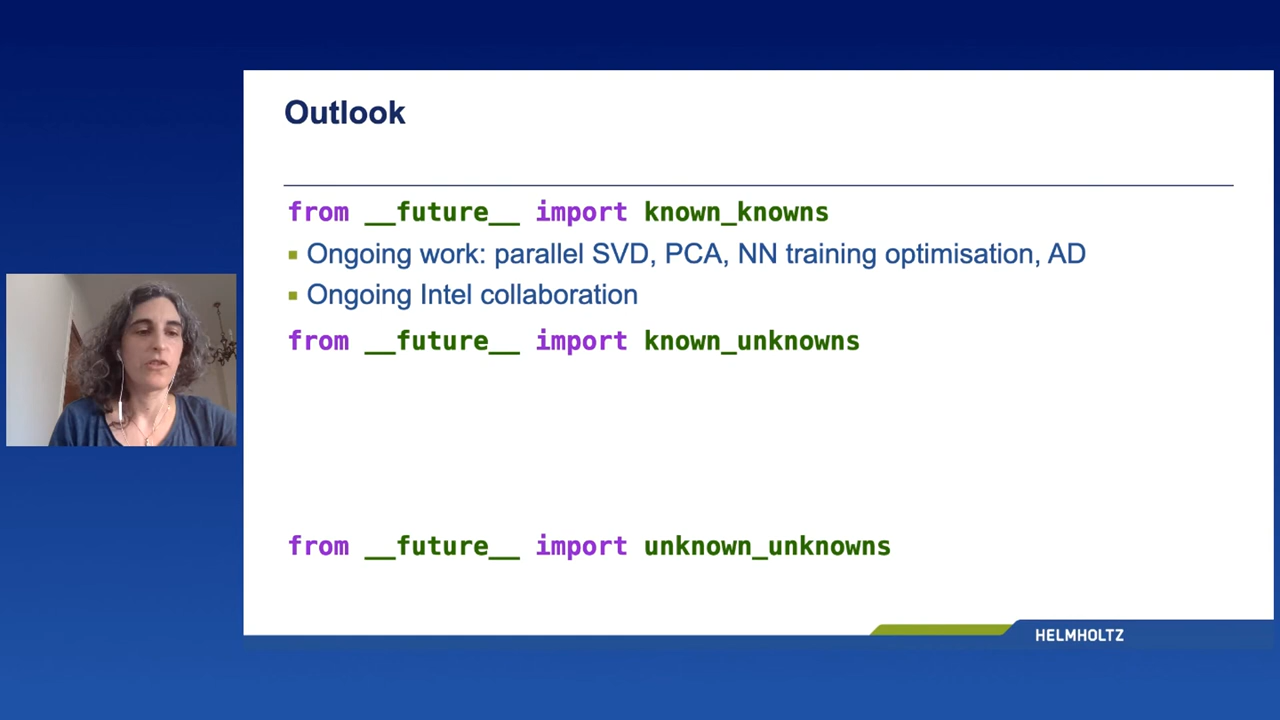 Outlook
from __future__ import known_knowns
▪ Ongoing work: parallel SVD, PCA, NN training optimisation, AD
▪ Ongoing Intel collaboration
from __future__ import known_unknowns
from __future__ import unknown_unknowns
HELMHOLTZ